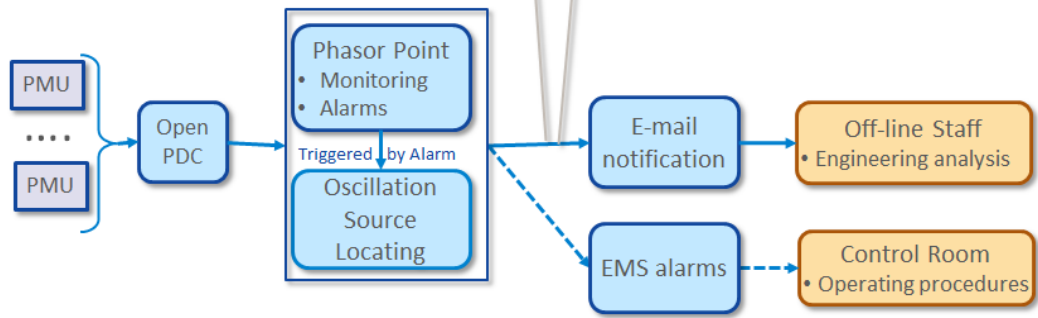 PMU
....
PMU
Open
PDC
Phasor Point
• Monitoring
• Alarms
Triggered by Alarm
Oscillation
Source
Locating
E-mail
notification
Off-line Staff
• Engineering analysis
EMS alarms
Control Room
• Operating procedures